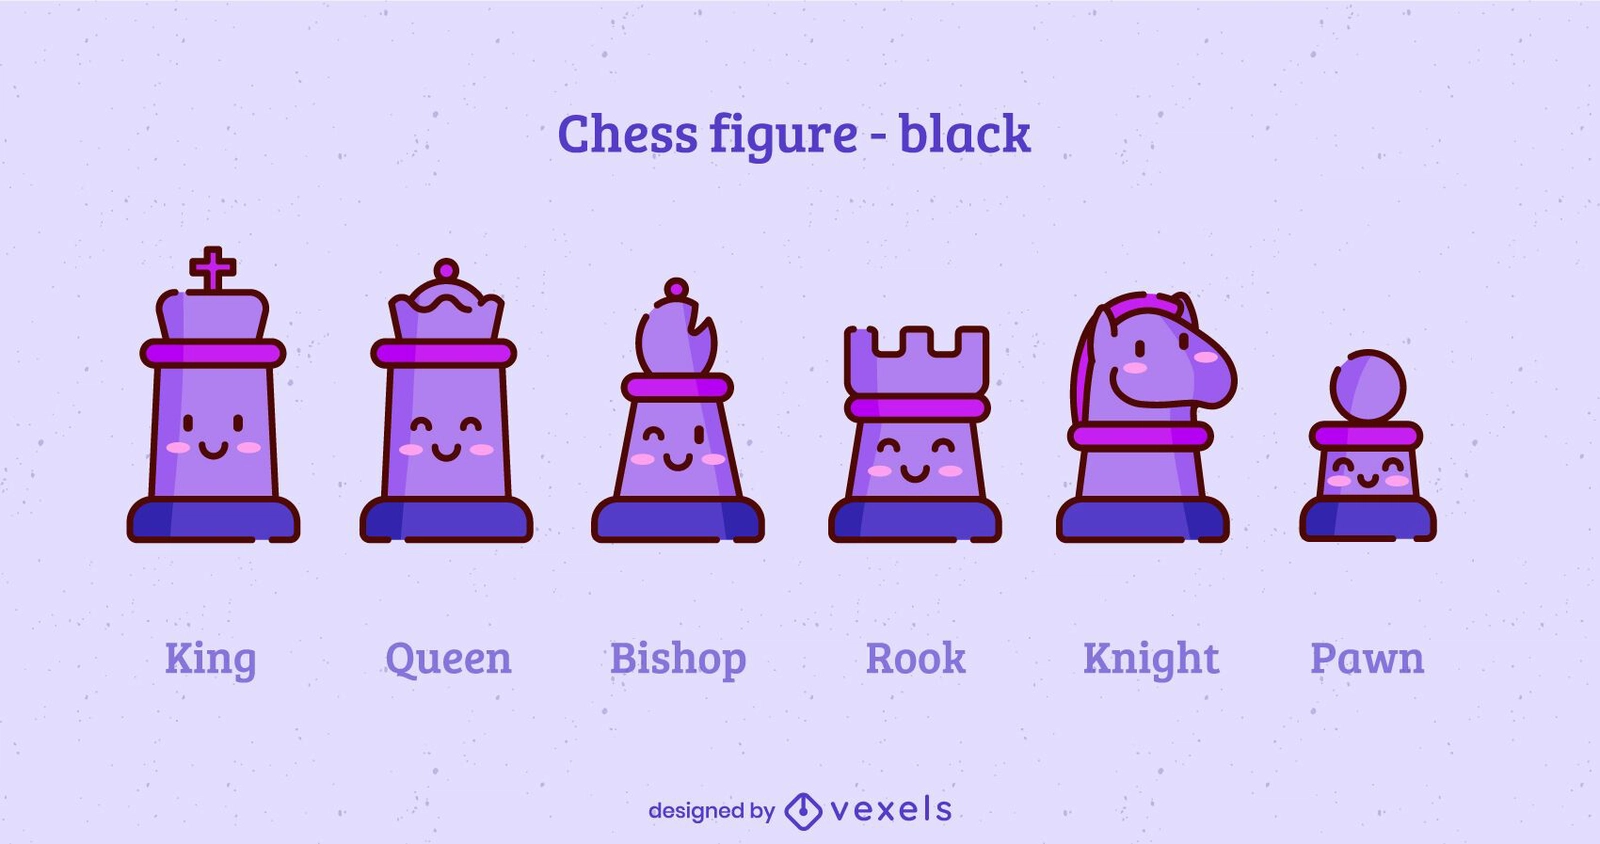 Chess figure - black
King Queen Bishop Rook Knight Pawn
designed by vexels